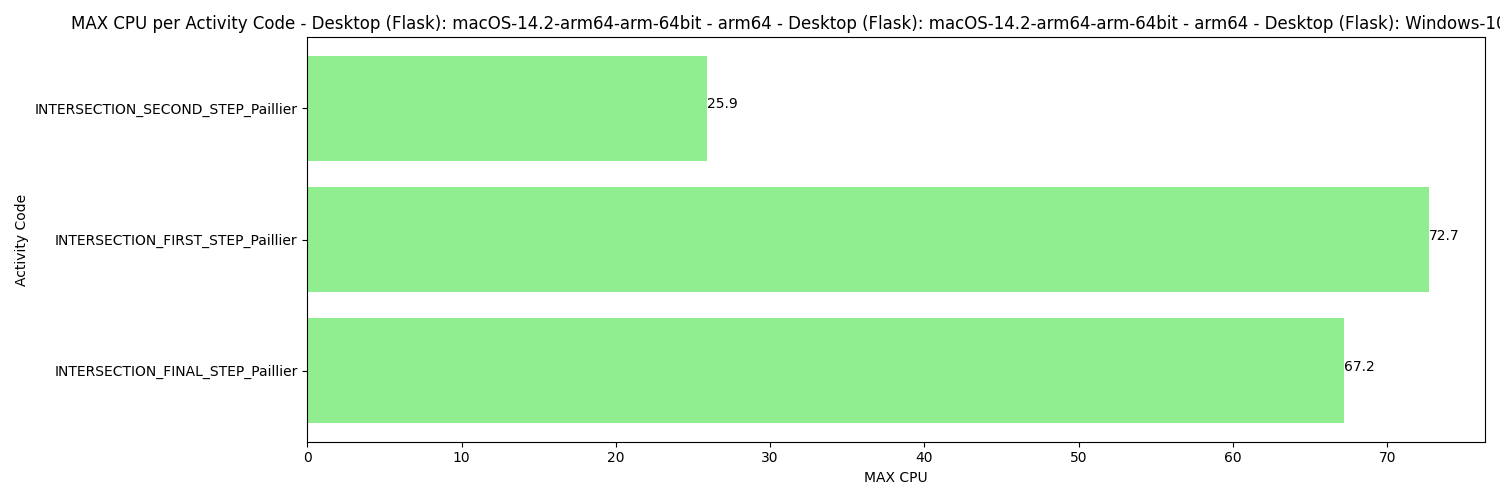 MAX CPU per Activity Code - Desktop (Flask): macOS-14.2-arm64-arm-64bit - arm64 - Desktop (Flask): macOS-14.2-arm64-arm-64bit - arm64 - Desktop (Flask): Windows-10
INTERSECTION_SECOND_STEP_Paillier
25.9
INTERSECTION_FIRST_STEP_Paillier
72.7
INTERSECTION_FINAL_STEP_Paillier
67.2
Activity Code
0 10 20 30 40 50 60 70
MAX CPU